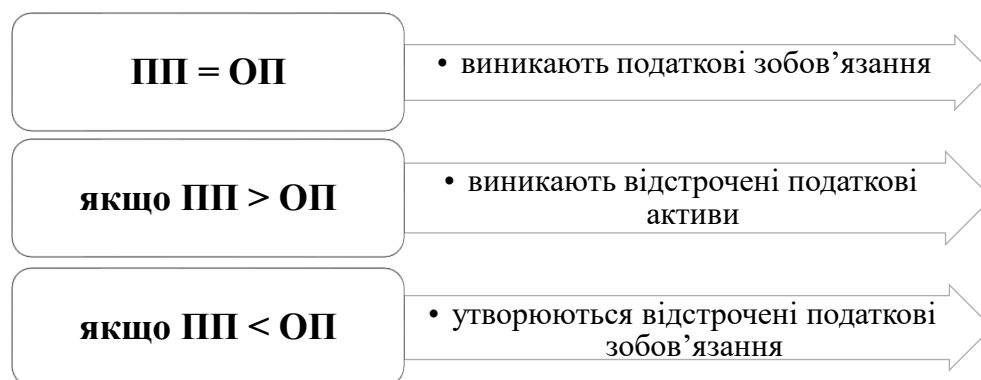 ПП = ОП
• виникають податкові зобов’язання
якщо ПП > ОП
• виникають відстрочені податкові
активи
якщо ПП < ОП
• утворюються відстрочені податкові
зобов’язання